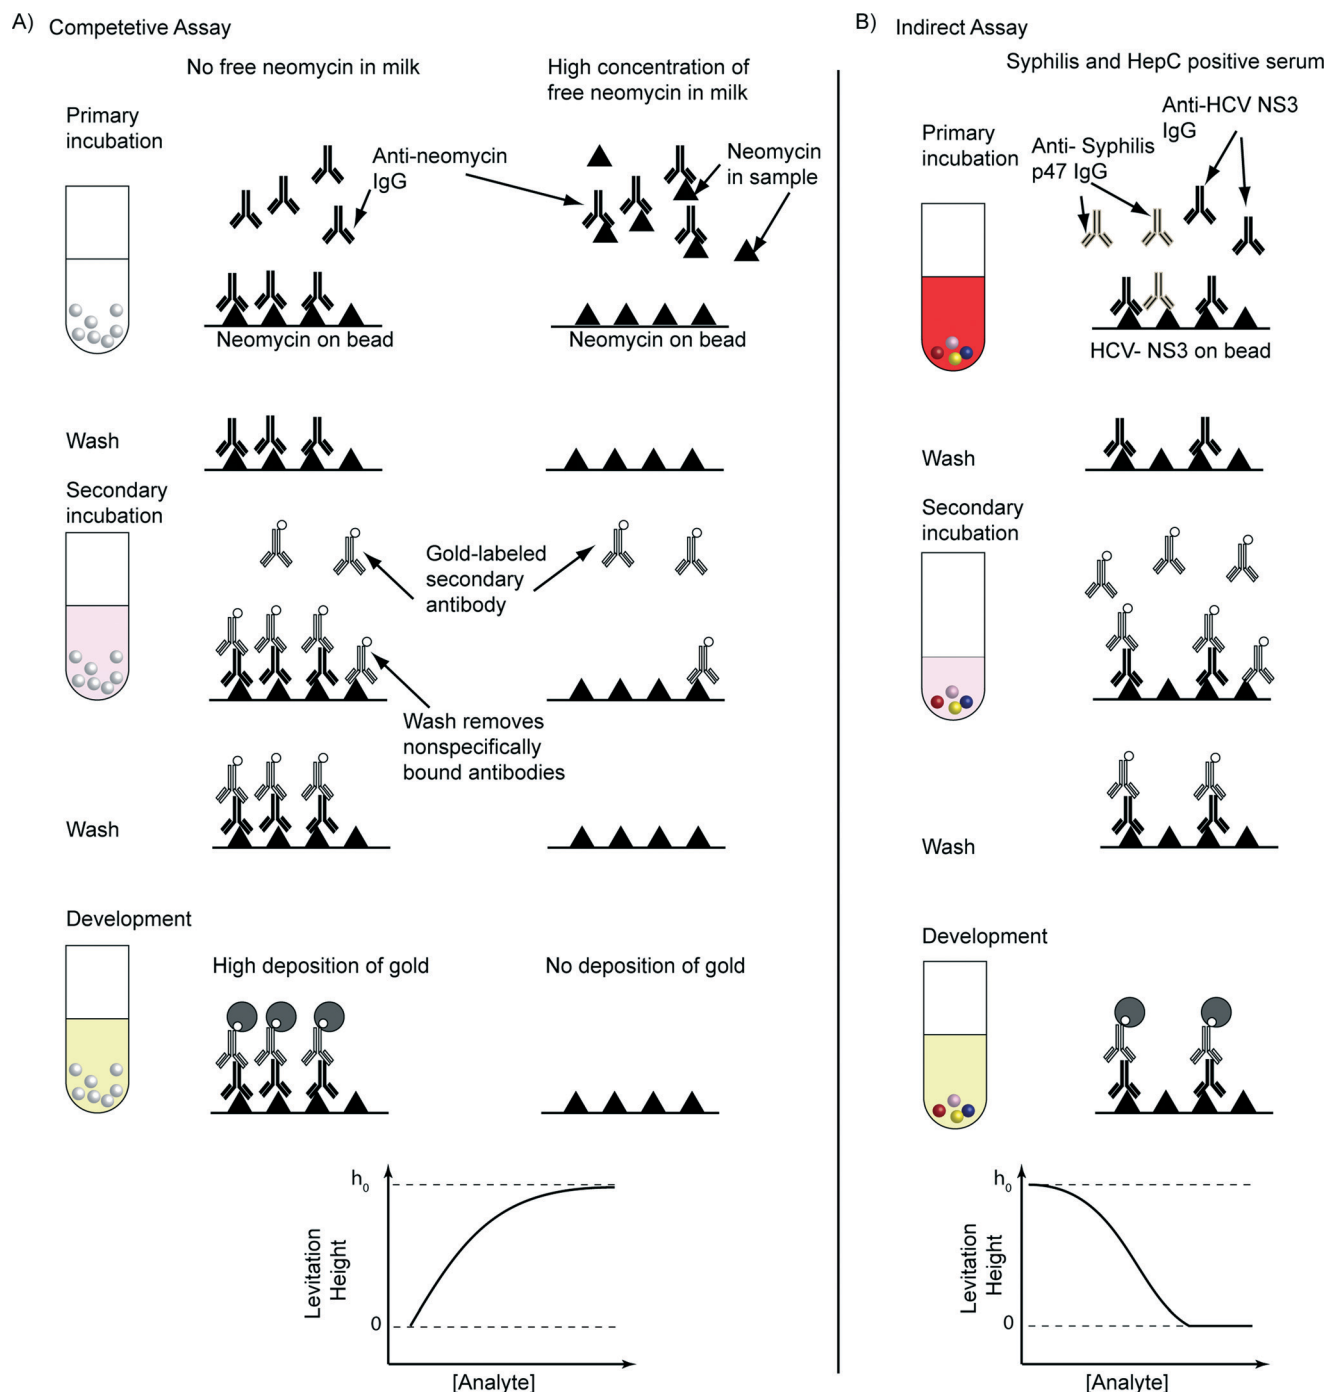 A) Competetive Assay
No free neomycin in milk
High concentration of
free neomycin in milk
Primary
incubation
Anti-neomycin
IgG
Neomycin
in sample
Neomycin on bead
Neomycin on bead
Wash
Secondary
incubation
Gold-labeled
secondary
antibody
Wash removes
nonspecifically
bound antibodies
Wash
Development
High deposition of gold
No deposition of gold
h0
Levitation
Height
0
[Analyte]
B) Indirect Assay
Syphilis and HepC positive serum
Anti-HCV NS3
IgG
Primary
incubation
Anti- Syphilis
p47 IgG
HCV- NS3 on bead
Wash
Secondary
incubation
Wash
Development
h0
Levitation
Height
0
[Analyte]